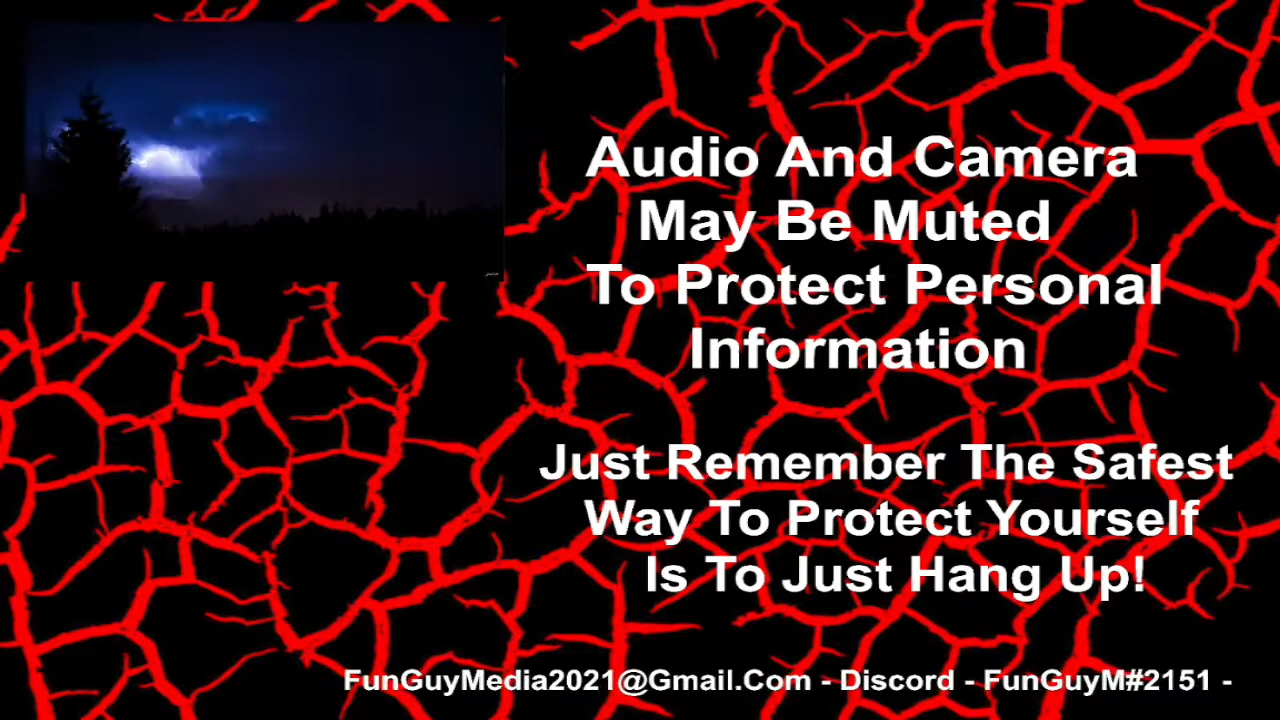 Audio And Camera
May Be Muted
To Protect Personal
Information
Just Remember The Safest
Way To Protect Yourself
Is To Just Hang Up!
FunGuyMedia2021@Gmail.Com - Discord - FunGuyM#2151 -